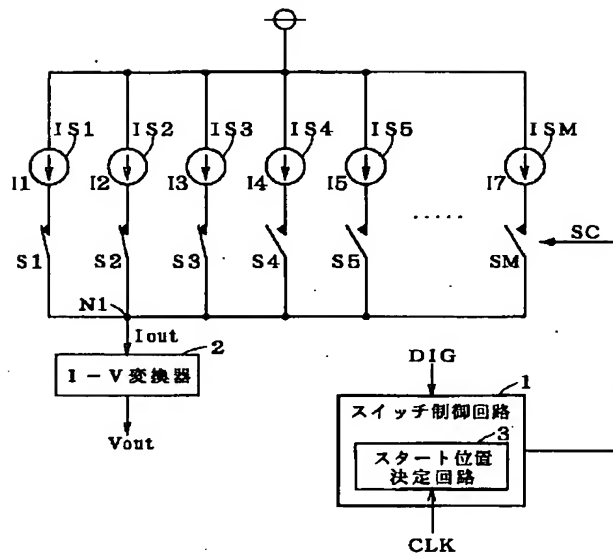 IS1 IS2 IS3 IS4 IS5 ISM
I1 I2 I3 I4 I5 I7
.....
S1 S2 S3 S4 S5 SM
SC
N1
Iout
2
I-V変換器
Vout
DIG
1
スイッチ制御回路
3
スタート位置
決定回路
CLK